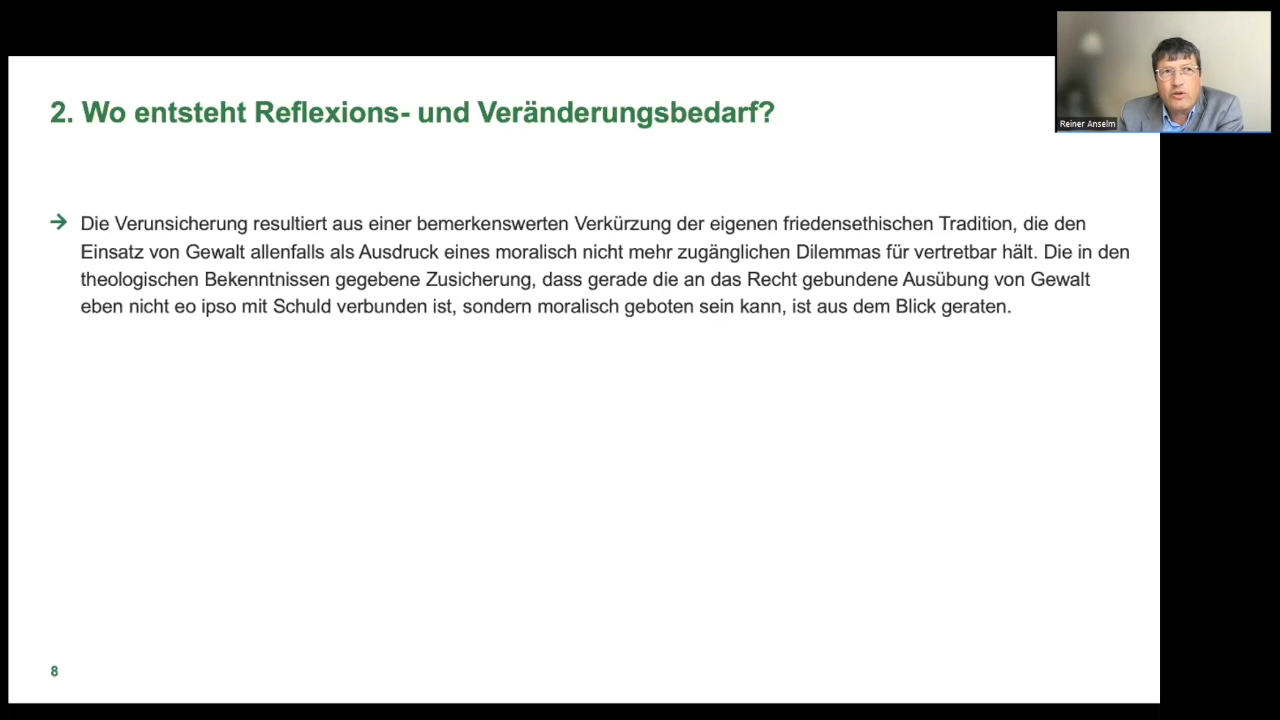 2. Wo entsteht Reflexions- und Veränderungsbedarf?
Reiner Anselm
→ Die Verunsicherung resultiert aus einer bemerkenswerten Verkürzung der eigenen friedensethischen Tradition, die den
Einsatz von Gewalt allenfalls als Ausdruck eines moralisch nicht mehr zugänglichen Dilemmas für vertretbar hält. Die in den
theologischen Bekenntnissen gegebene Zusicherung, dass gerade die an das Recht gebundene Ausübung von Gewalt
eben nicht eo ipso mit Schuld verbunden ist, sondern moralisch geboten sein kann, ist aus dem Blick geraten.
8